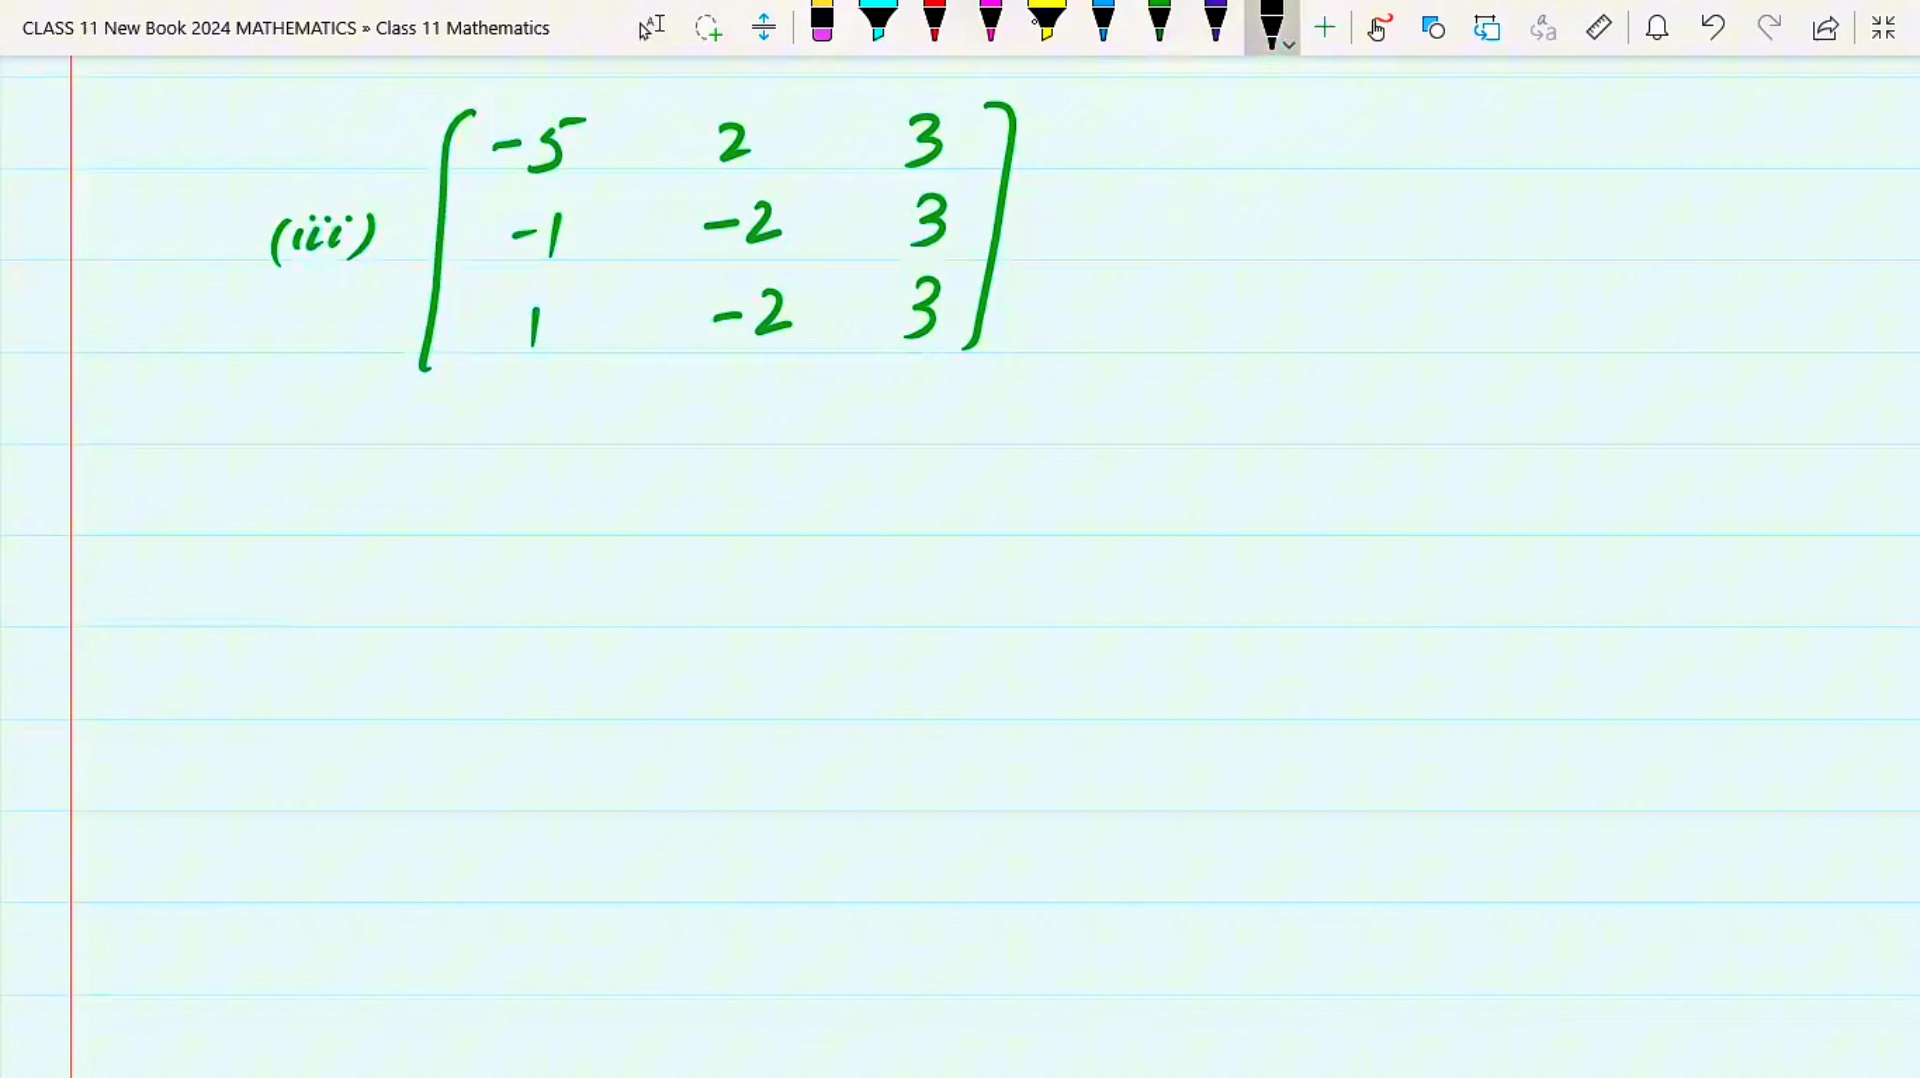 CLASS 11 New Book 2024 MATHEMATICS » Class 11 Mathematics
-5 2 3
(iii) -1 -2 3
1 -2 3